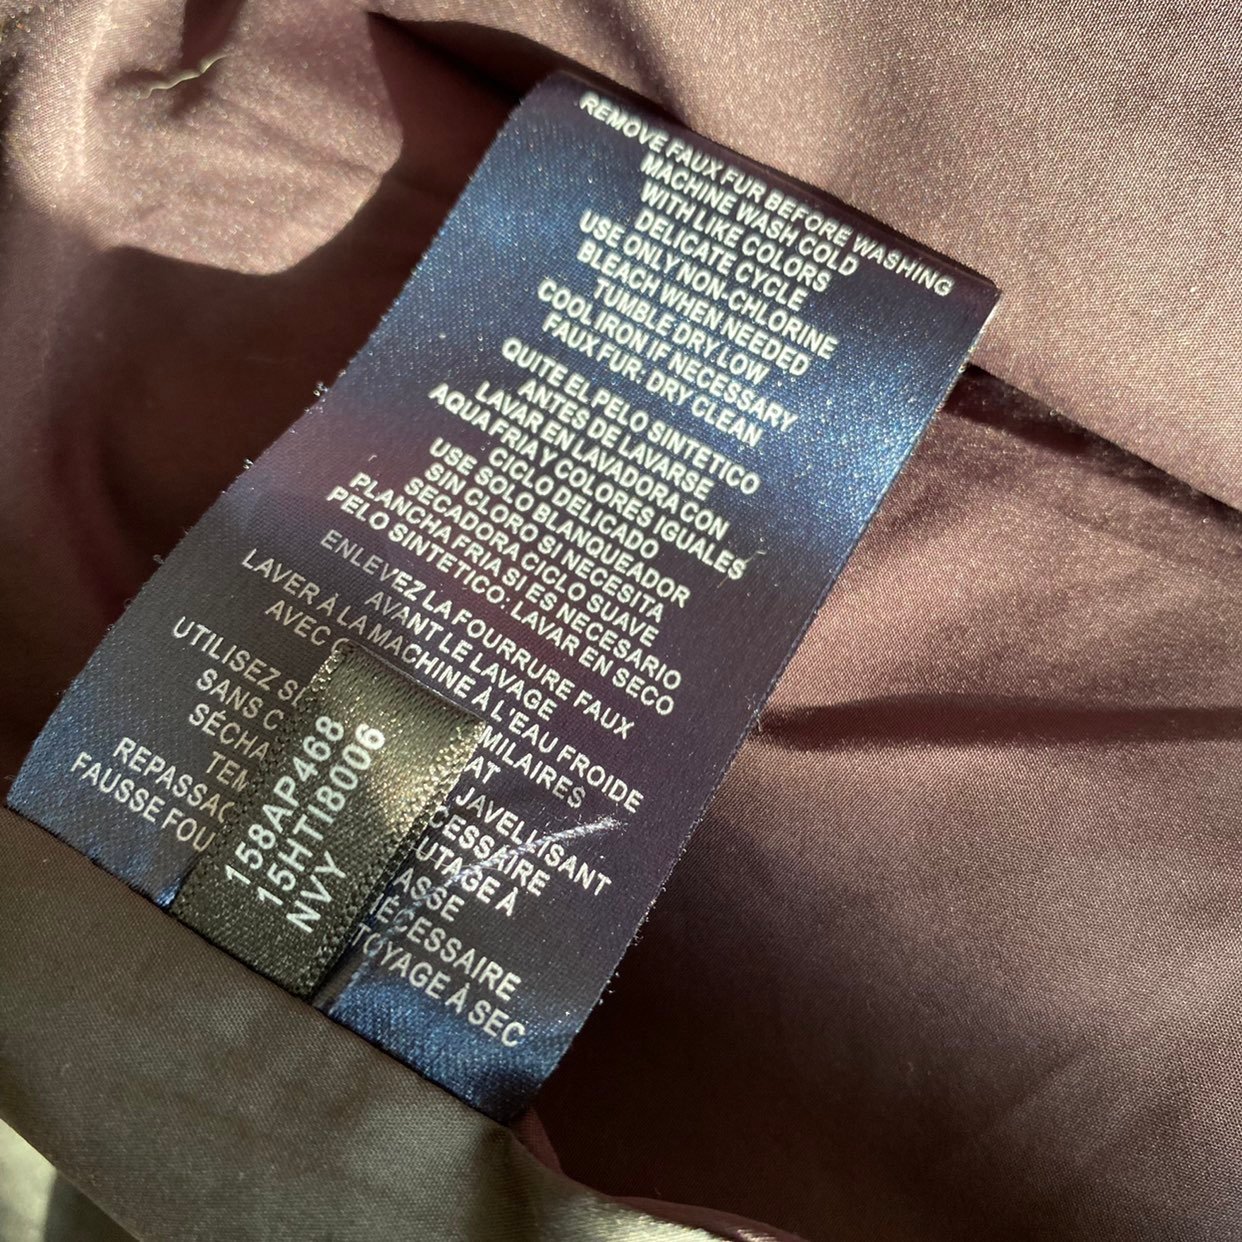 REMOVE FAUX FUR BEFORE WASHING
MACHINE WASH COLD
WITH LIKE COLORS
DELICATE CYCLE
USE ONLY NON-CHLORINE
BLEACH WHEN NEEDED
TUMBLE DRY LOW
COOL IRON IF NECESSARY
FAUX FUR: DRY CLEAN
QUITE EL PELO SINTETICO
ANTES DE LAVARSE
LAVAR EN LAVADORA CON
AQUA FRIA Y COLORES IGUALES
CICLO DELICADO
USE SOLO BLANQUEADOR
SIN CLORO SI NECESITA
SECADORA CICLO SUAVE
PLANCHA FRIA SI ES NECESARIO
PELO SINTETICO: LAVAR EN SECO
ENLEVEZ LA FOURRURE FAUX
AVANT LE LAVAGE
LAVER À LA MACHINE À L'EAU FROIDE
AVEC MILAIRES
AT
UTILISEZ S JAVELLISANT
SANS C CESSAIRE
SÉCHA UTAGE À
TEM ASSE
REPASSAG ÉCESSAIRE
FAUSSE FOU TOYAGE À SEC
158AP468
15HTI8006
NVY